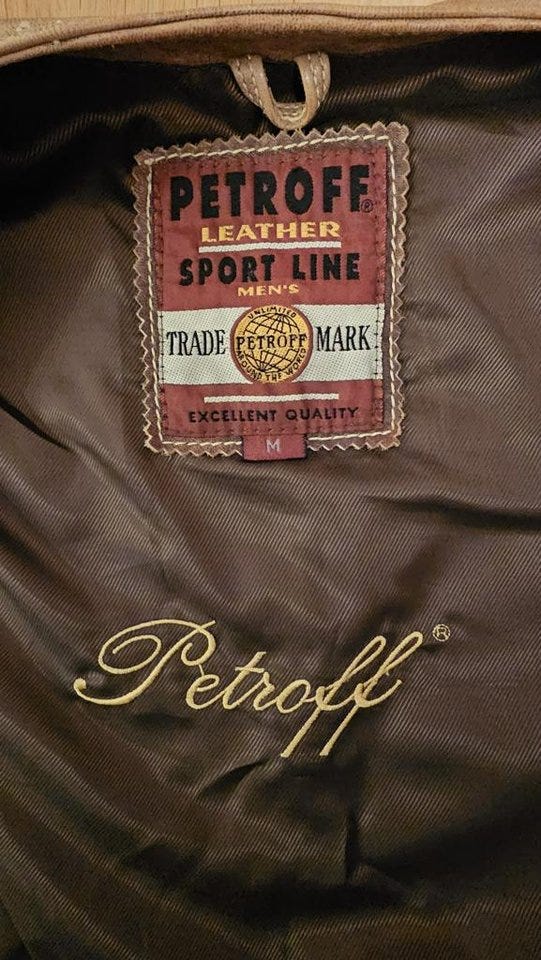 PETROFF®
LEATHER
SPORT LINE
MEN'S
UNLIMITED
TRADE PETROFF MARK
AROUND THE WORLD
EXCELLENT QUALITY
M
Petroff®